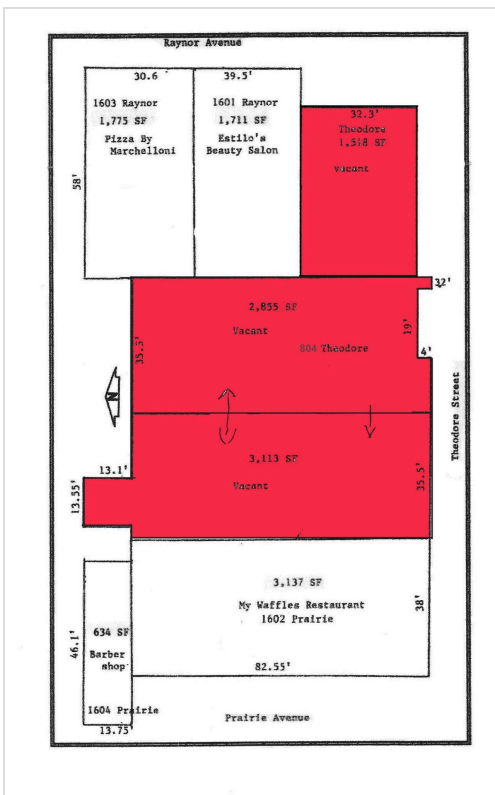 Raynor Avenue
30.6
39.5'
1603 Raynor
1,775 SF
Pizza By
Marchelloni
1601 Raynor
1,711 SF
Estilo's
Beauty Salon
32.3'
Theodore
1,518 SF
Vacant
58'
32'
2,855 SF
Vacant
804 Theodore
35.5'
19'
4'
N
Theodore Street
3,113 SF
Vacant
13.1'
13.55'
35.5'
3,137 SF
My Waffles Restaurant
1602 Prairie
38'
82.55'
46.1'
634 SF
Barber
shop
1604 Prairie
13.75'
Prairie Avenue